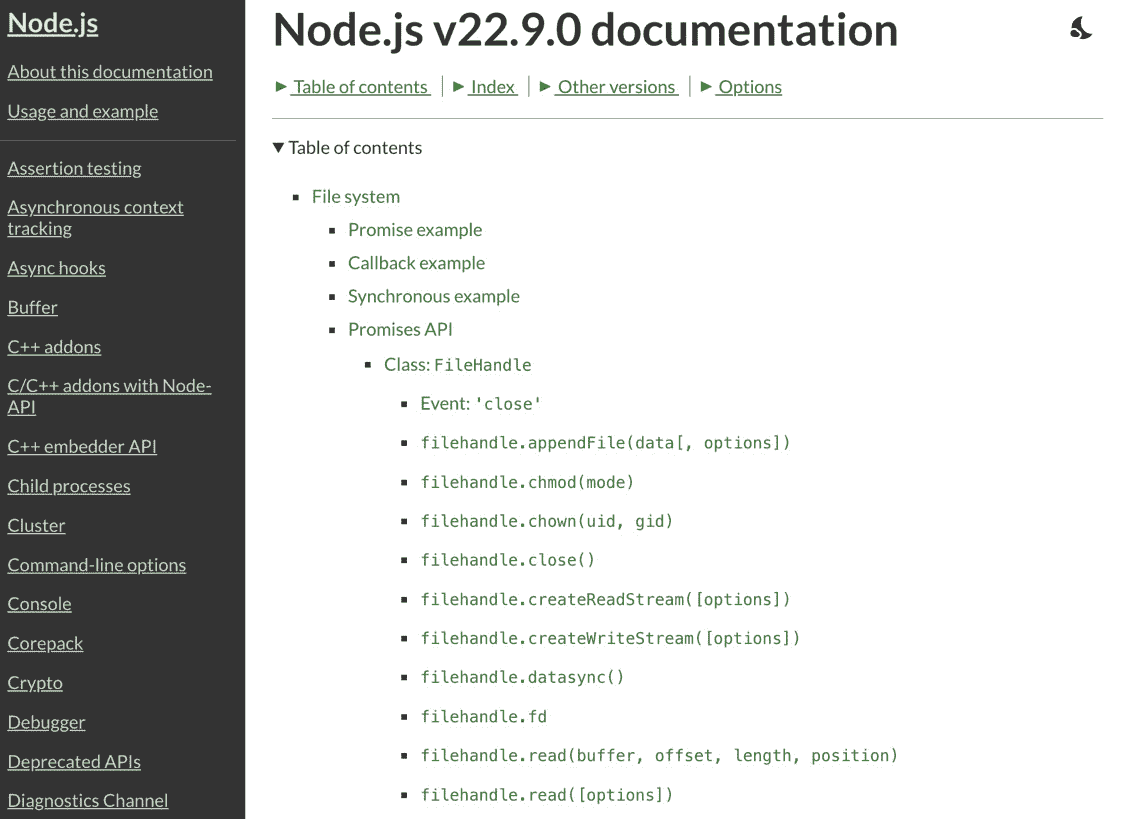 Node.js
About this documentation
Usage and example
Assertion testing
Asynchronous context
tracking
Async hooks
Buffer
C++ addons
C/C++ addons with Node-
API
C++ embedder API
Child processes
Cluster
Command-line options
Console
Corepack
Crypto
Debugger
Deprecated APIs
Diagnostics Channel
Node.js v22.9.0 documentation
► Table of contents | ► Index | ► Other versions | ► Options
▼ Table of contents
▪ File system
▪ Promise example
▪ Callback example
▪ Synchronous example
▪ Promises API
▪ Class: FileHandle
▪ Event: 'close'
▪ filehandle.appendFile(data[, options])
▪ filehandle.chmod(mode)
▪ filehandle.chown(uid, gid)
▪ filehandle.close()
▪ filehandle.createReadStream([options])
▪ filehandle.createWriteStream([options])
▪ filehandle.datasync()
▪ filehandle.fd
▪ filehandle.read(buffer, offset, length, position)
▪ filehandle.read([options])